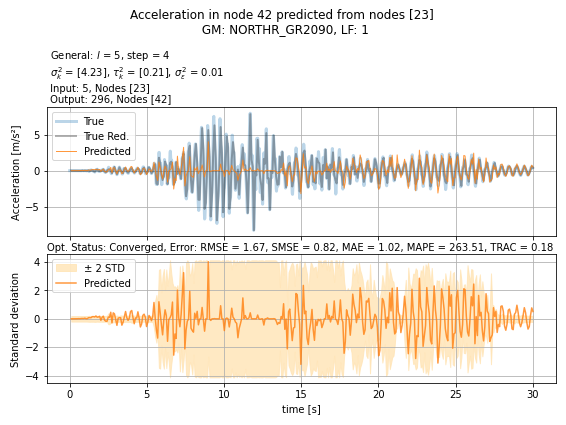 Acceleration in node 42 predicted from nodes [23]
GM: NORTHR_GR2090, LF: 1
General: l = 5, step = 4
σ²ₖ = [4.23], τ²ₖ = [0.21], σ²ε = 0.01
Input: 5, Nodes [23]
Output: 296, Nodes [42]
True
True Red.
Predicted
Acceleration [m/s²]
5
0
−5
Opt. Status: Converged, Error: RMSE = 1.67, SMSE = 0.82, MAE = 1.02, MAPE = 263.51, TRAC = 0.18
± 2 STD
Predicted
Standard deviation
4
2
0
−2
−4
0 5 10 15 20 25 30
time [s]